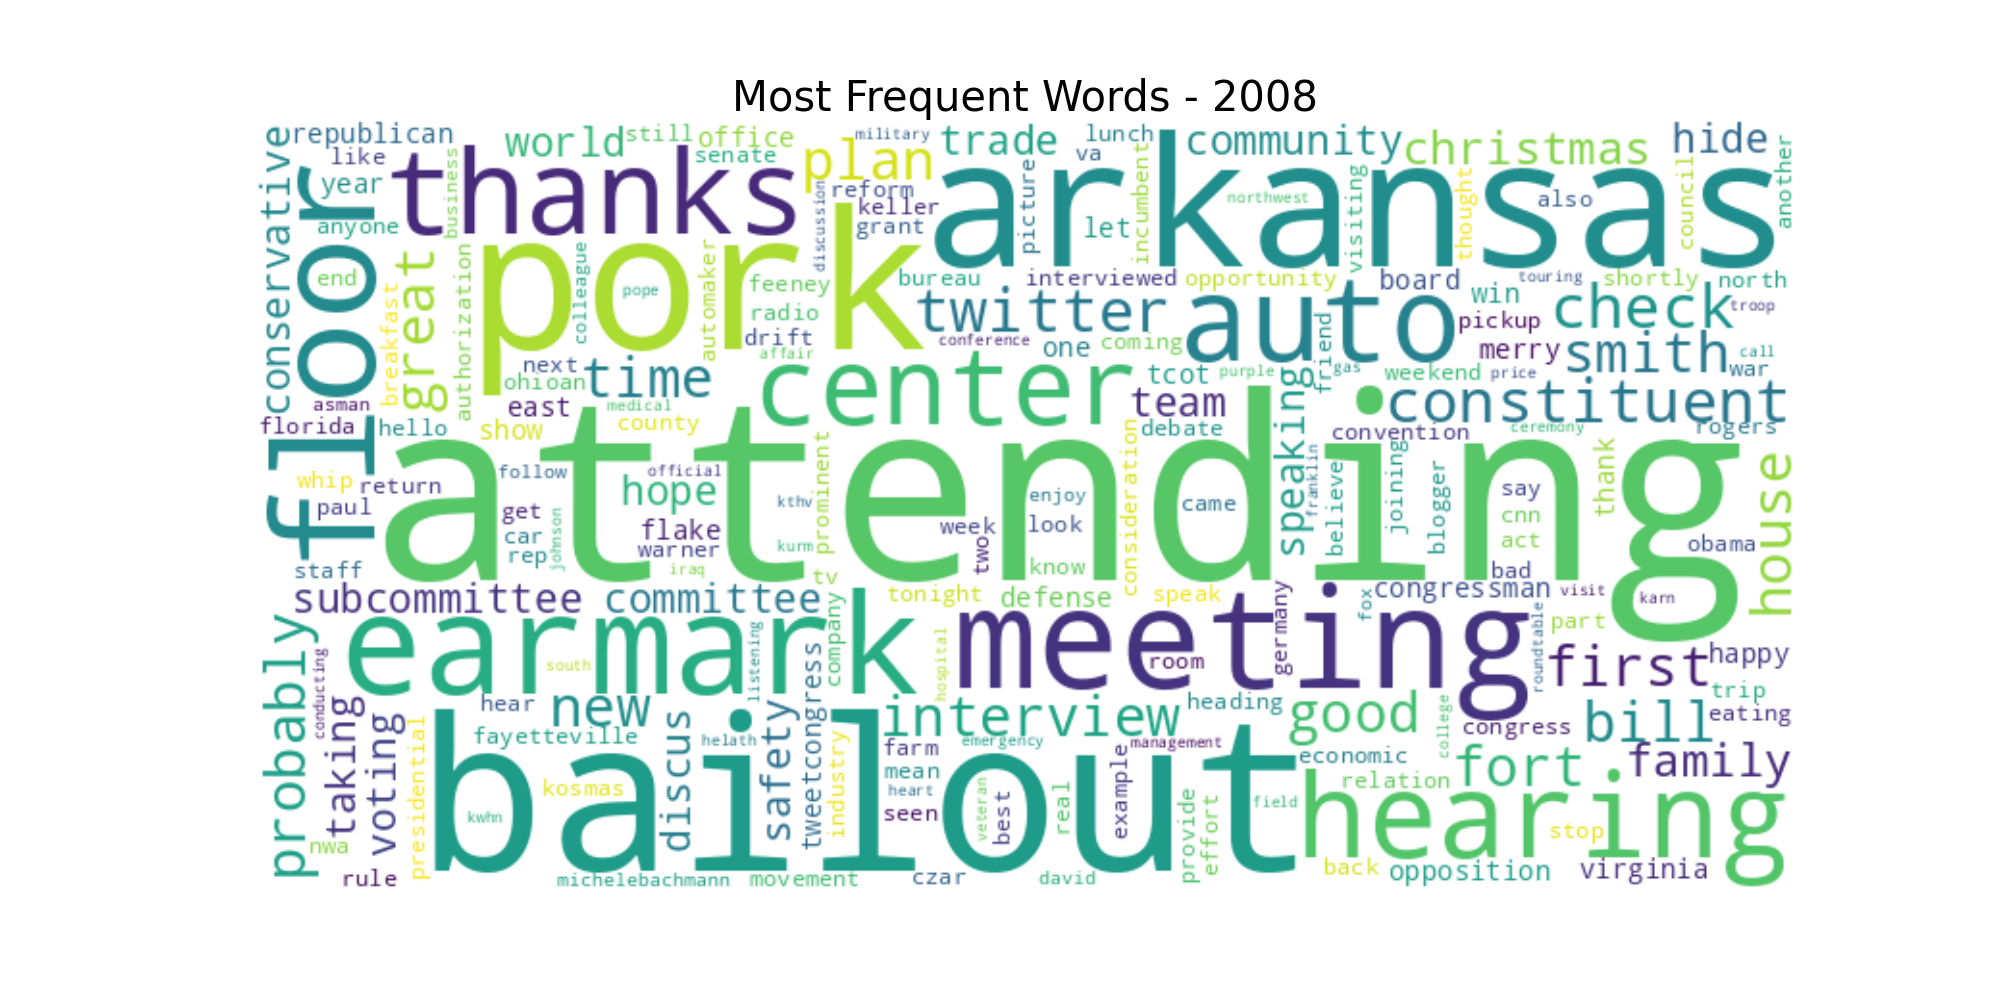 Most Frequent Words - 2008
republican
world
still
office
military
trade
lunch
community
christmas
hide
like
thanks
senate
plan
va
arkansas
year
reform
keller
grant
northwest
also
anyone
let
conservative
floor
business
discussion
picture
incumbent
visiting
thought
council
another
end
great
authorization
colleague
pope
pork
automaker
feeney
bureau
interviewed
opportunity
board
touring
shortly
north
breakfast
radio
twitter
auto
win
check
troop
drift
conference
pickup
affair
one
coming
friend
merry
smith
call
next
time
center
tcot
purple
gas
weekend
price
war
ohioan
asman
east
medical
team
constituent
florida
hello
show
county
debate
convention
ceremony
rogers
attending
speaking
whip
return
follow
official
hope
prominent
enjoy
came
franklin
believe
joining
blogger
say
thank
house
paul
get
kthv
week
look
cnn
car
flake
consideration
rep
johnson
warner
kurm
two
act
obama
staff
iraq
tv
know
bad
subcommittee
committee
tonight
defense
speak
germany
fox
congressman
visit
karn
probably
earmark
company
meeting
roundtable
part
conducting
south
listening
hospital
room
first
happy
taking
voting
hear
new
tweetcongress
interview
heading
good
college
trip
bill
eating
presidential
fayetteville
discus
helath
safety
industry
farm
emergency
management
congress
economic
family
bailout
mean
example
relation
fort
kosmas
heart
veteran
best
real
field
hearing
kwhn
seen
provide
effort
stop
nwa
rule
michelebachmann
movement
czar
david
back
opposition
virginia